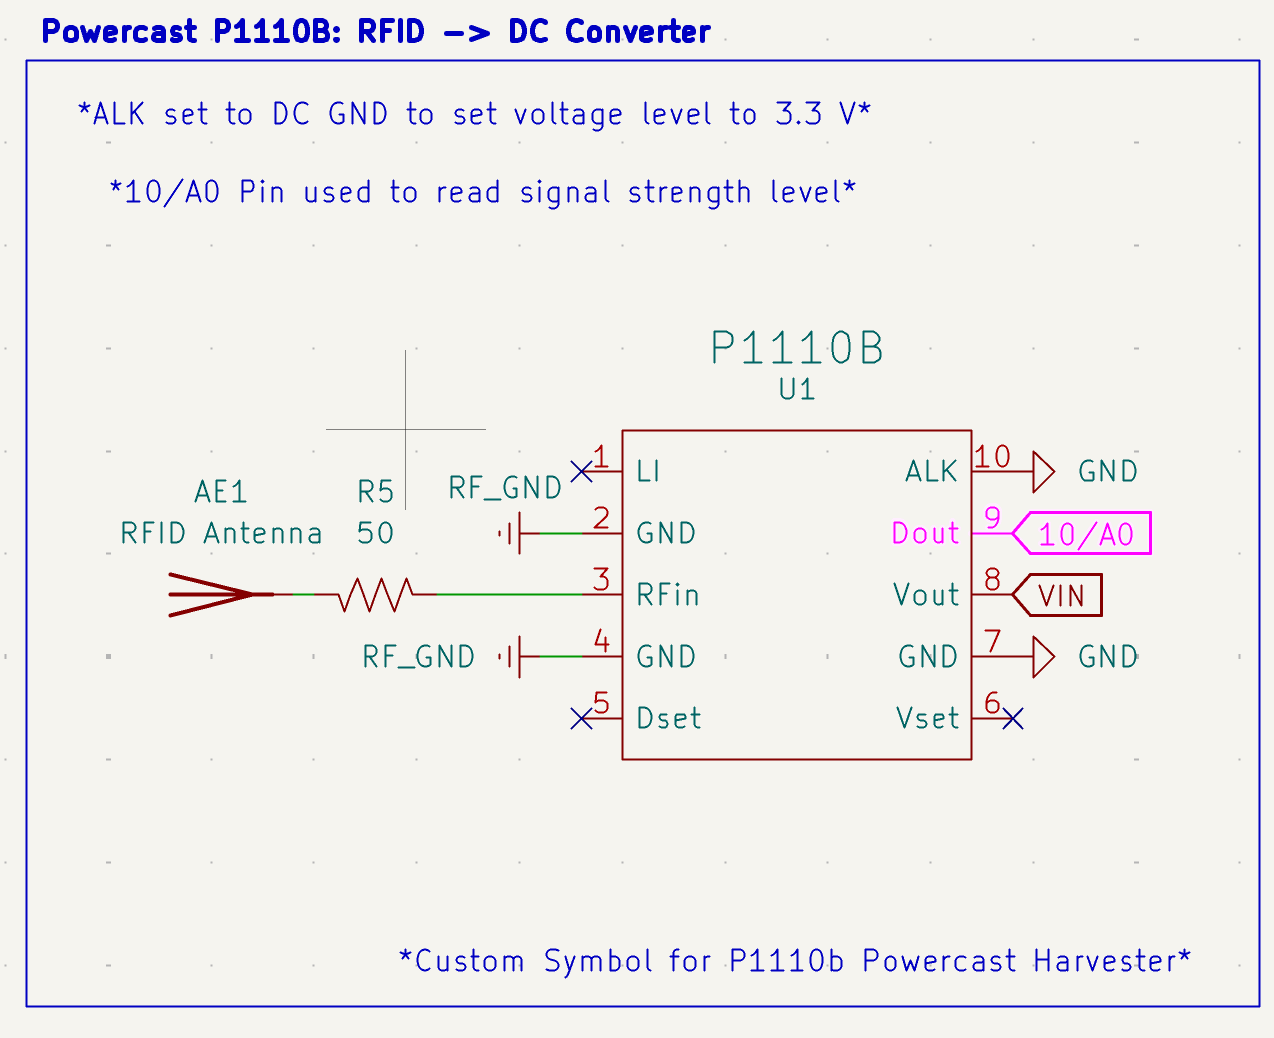 Powercast P1110B: RFID -> DC Converter
*ALK set to DC GND to set voltage level to 3.3 V*
*10/A0 Pin used to read signal strength level*
P1110B
U1
AE1
RFID Antenna
R5
50
RF_GND
RF_GND
1 LI
2 GND
3 RFin
4 GND
5 Dset
ALK 10 GND
Dout 9 10/A0
Vout 8 VIN
GND 7 GND
Vset 6
*Custom Symbol for P1110b Powercast Harvester*